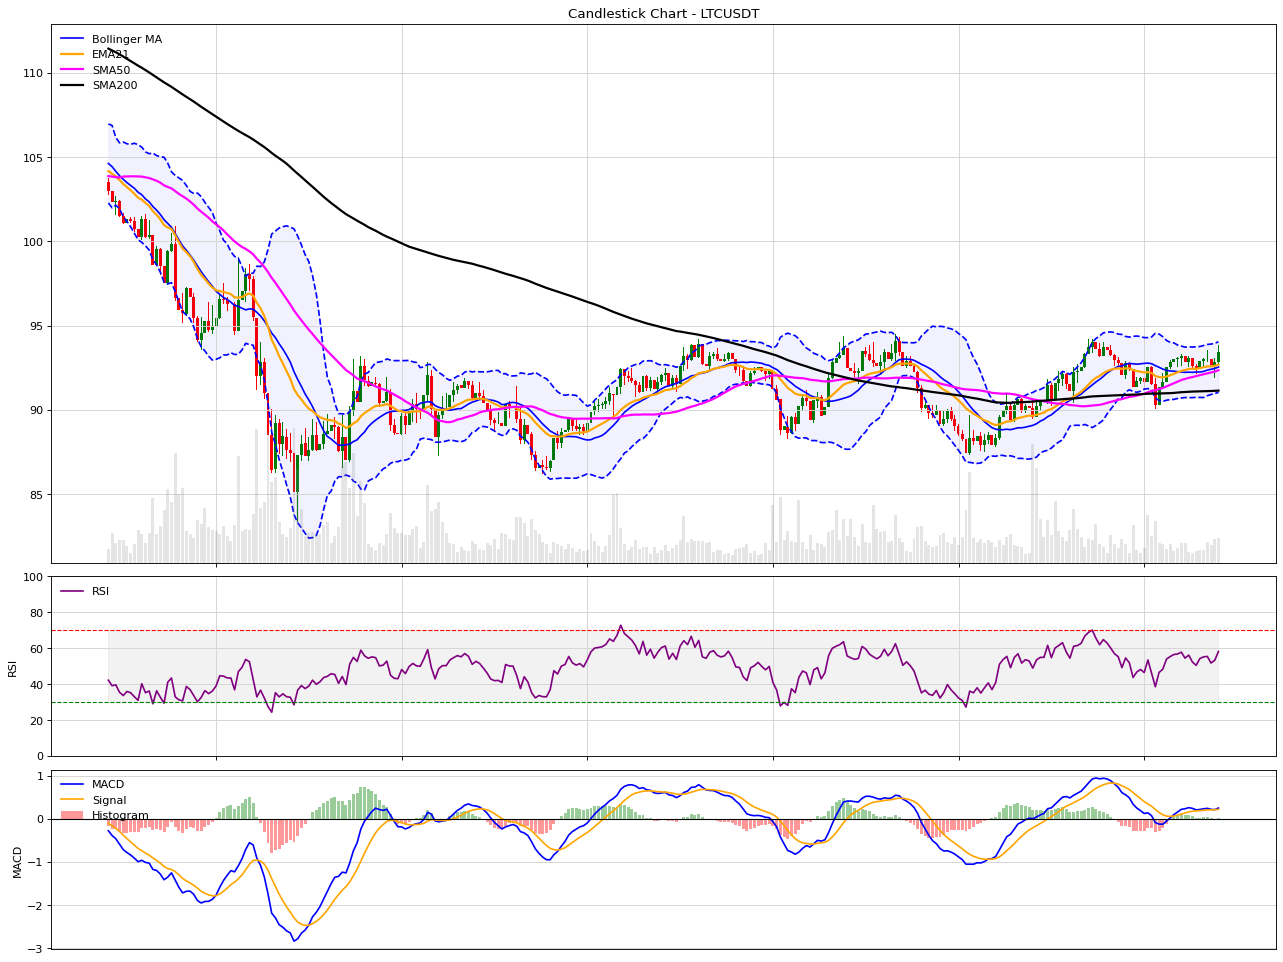 Candlestick Chart - LTCUSDT
Bollinger MA
EMA21
SMA50
SMA200
110
105
100
95
90
85
RSI
100
80
60
40
20
0
RSI
MACD
Signal
Histogram
1
0
−1
−2
−3
MACD